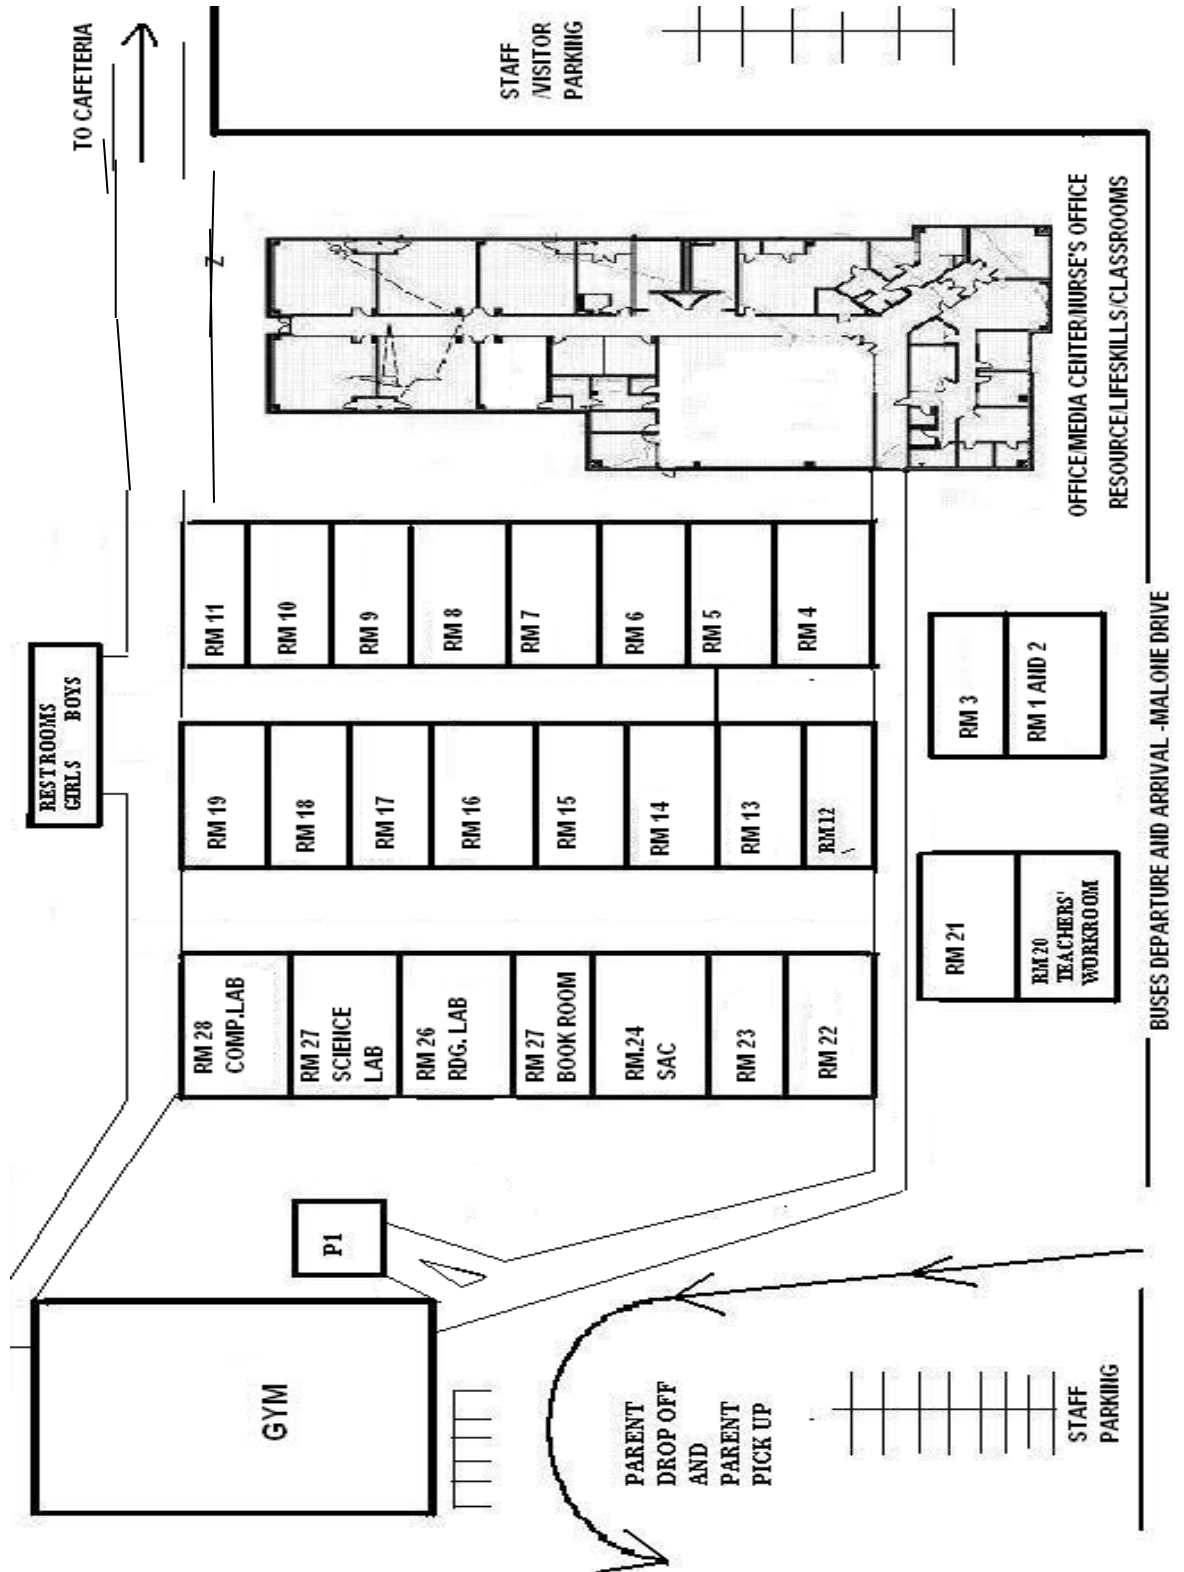 TO CAFETERIA
STAFF
/VISITOR
PARKING
Z
OFFICE/MEDIA CENTER/NURSE'S OFFICE
RESOURCE/LIFESKILLS/CLASSROOMS
RESTROOMS
GIRLS BOYS
RM 11
RM 10
RM 9
RM 8
RM 7
RM 6
RM 5
RM 4
RM 3
RM 1 AND 2
RM 19
RM 18
RM 17
RM 16
RM 15
RM 14
RM 13
RM12
RM 21
RM 20
TEACHERS'
WORKROOM
RM 28
COMP.LAB
RM 27
SCIENCE
LAB
RM 26
RDG. LAB
RM 27
BOOK ROOM
RM.24
SAC
RM 23
RM 22
BUSES DEPARTURE AND ARRIVAL -MALONE DRIVE
P1
GYM
PARENT
DROP OFF
AND
PARENT
PICK UP
STAFF
PARKING